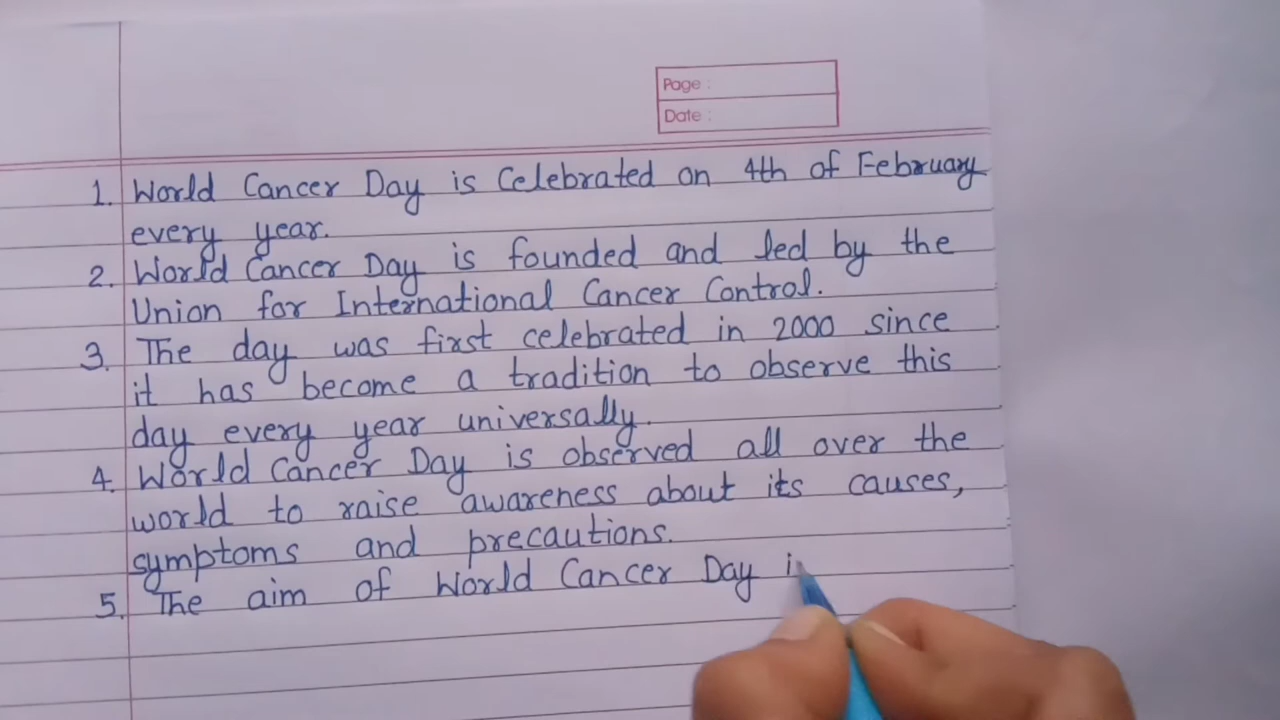 Page :
Date :
1. World Cancer Day is Celebrated on 4th of February
every year.
2. World Cancer Day is founded and led by the
Union for International Cancer Control.
3. The day was first celebrated in 2000 since
it has become a tradition to observe this
day every year universally.
4. World Cancer Day is observed all over the
world to raise awareness about its causes,
symptoms and precautions.
5. The aim of World Cancer Day i